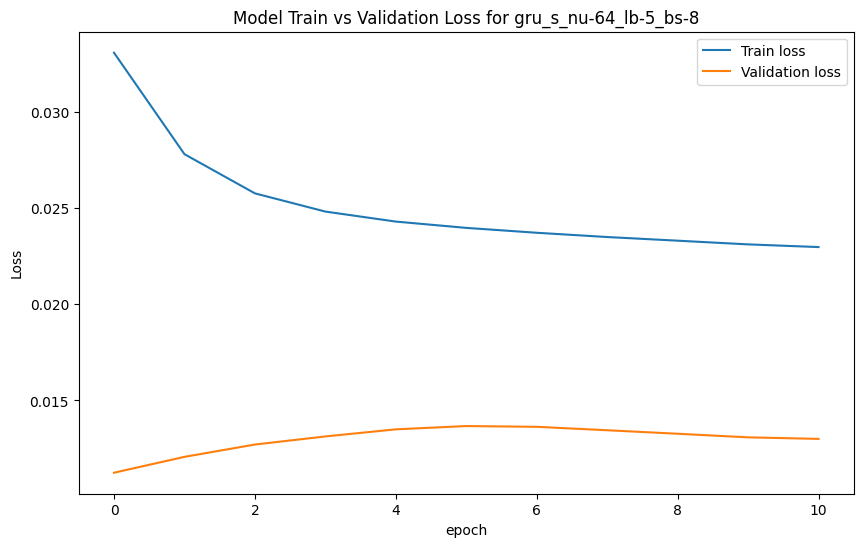 Model Train vs Validation Loss for gru_s_nu-64_lb-5_bs-8
Train loss
Validation loss
0.030
0.025
0.020
0.015
Loss
0 2 4 6 8 10
epoch